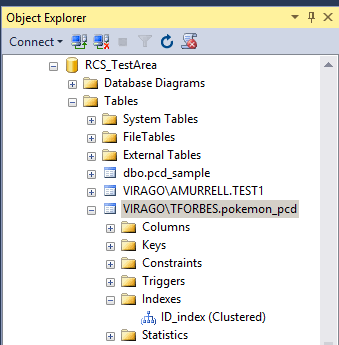 Object Explorer
Connect
RCS_TestArea
Database Diagrams
Tables
System Tables
FileTables
External Tables
dbo.pcd_sample
VIRAGO\AMURRELL.TEST1
VIRAGO\TFORBES.pokemon_pcd
Columns
Keys
Constraints
Triggers
Indexes
ID_index (Clustered)
Statistics